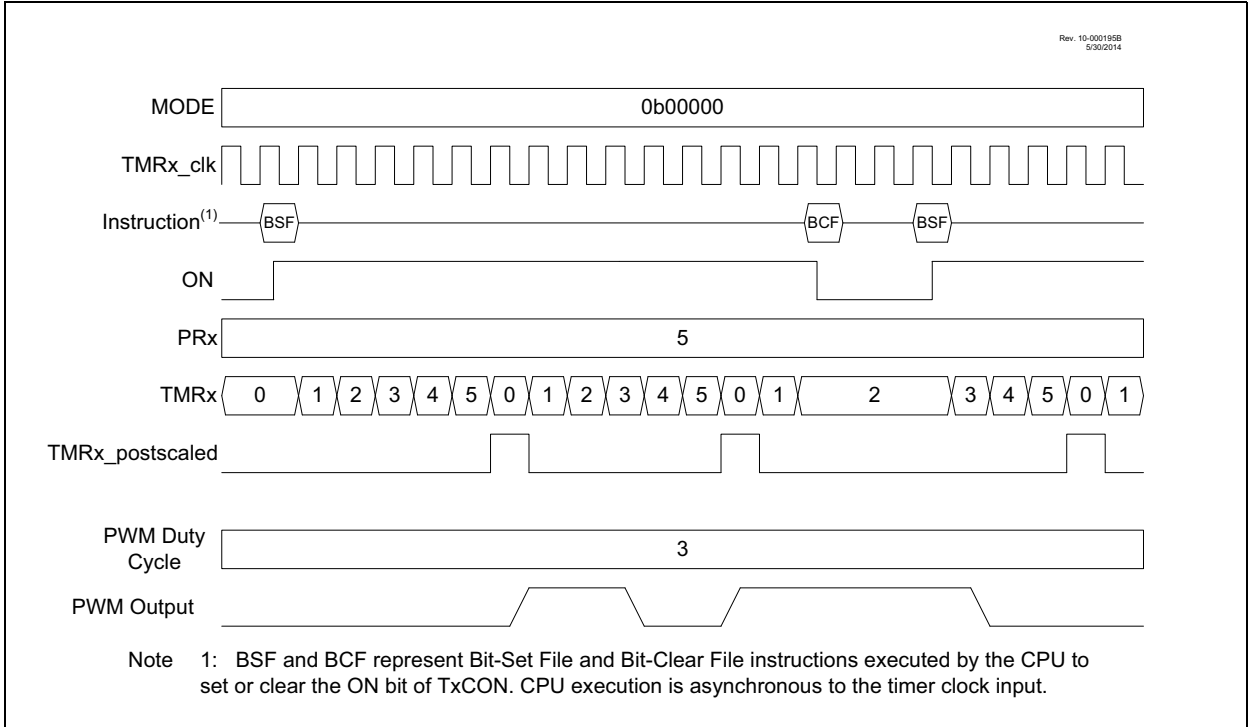 Rev. 10-000195B
5/30/2014
MODE 0b00000
TMRx_clk
Instruction(1) BSF BCF BSF
ON
PRx 5
TMRx 0 1 2 3 4 5 0 1 2 3 4 5 0 1 2 3 4 5 0 1
TMRx_postscaled
PWM Duty
Cycle
3
PWM Output
Note 1: BSF and BCF represent Bit-Set File and Bit-Clear File instructions executed by the CPU to
set or clear the ON bit of TxCON. CPU execution is asynchronous to the timer clock input.